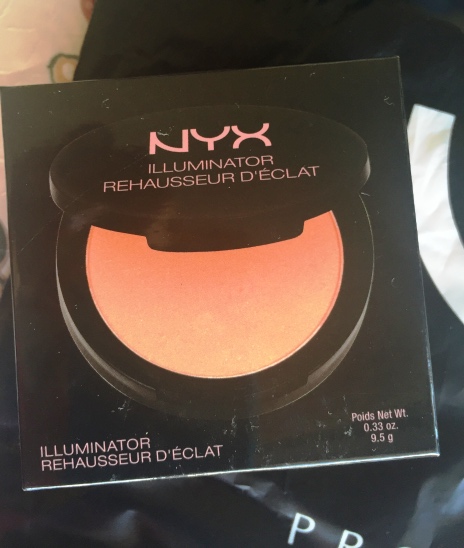 NYX
ILLUMINATOR
REHAUSSEUR D'ÉCLAT
Poids Net Wt.
0.33 oz.
9.5 g
ILLUMINATOR
REHAUSSEUR D'ÉCLAT